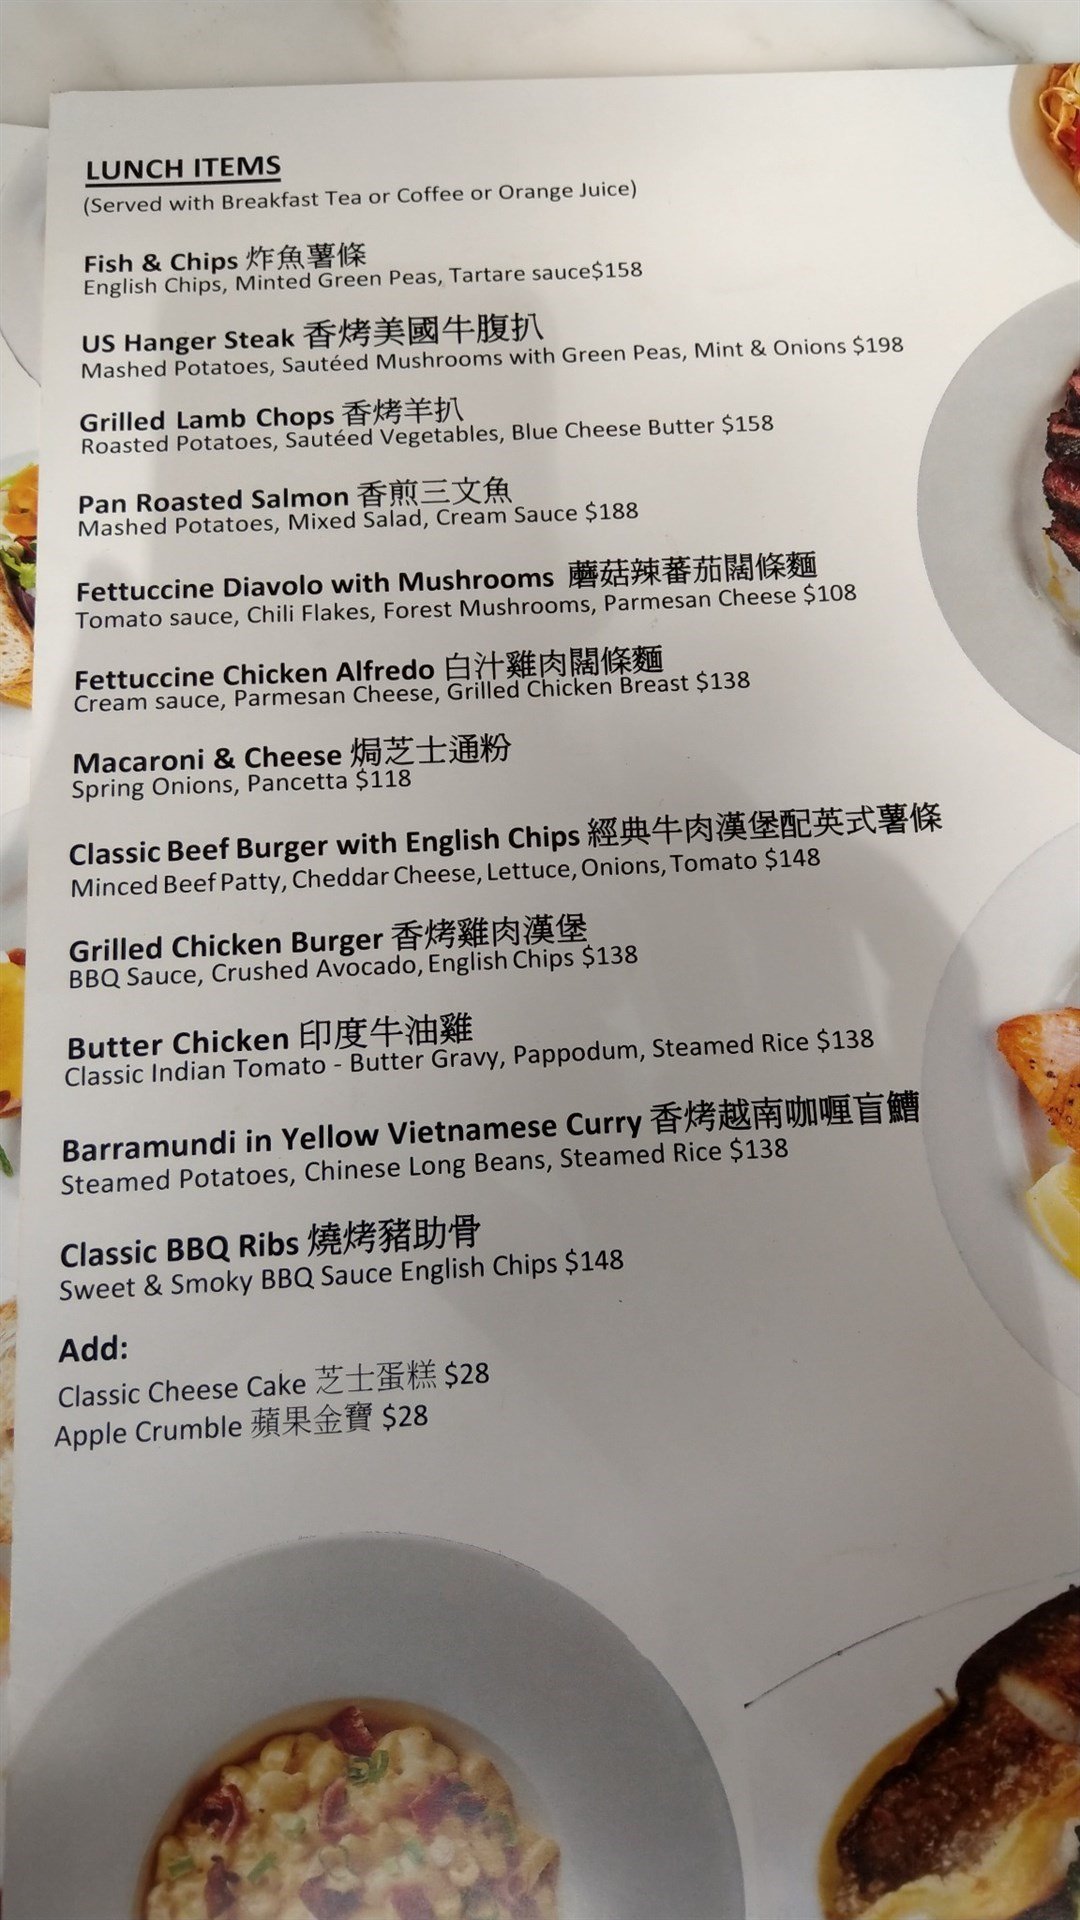 LUNCH ITEMS
(Served with Breakfast Tea or Coffee or Orange Juice)
Fish & Chips 炸魚薯條
English Chips, Minted Green Peas, Tartare sauce$158
US Hanger Steak 香烤美國牛腹扒
Mashed Potatoes, Sautéed Mushrooms with Green Peas, Mint & Onions $198
Grilled Lamb Chops 香烤羊扒
Roasted Potatoes, Sautéed Vegetables, Blue Cheese Butter $158
Pan Roasted Salmon 香煎三文魚
Mashed Potatoes, Mixed Salad, Cream Sauce $188
Fettuccine Diavolo with Mushrooms 蘑菇辣蕃茄闊條麵
Tomato sauce, Chili Flakes, Forest Mushrooms, Parmesan Cheese $108
Fettuccine Chicken Alfredo 白汁雞肉闊條麵
Cream sauce, Parmesan Cheese, Grilled Chicken Breast $138
Macaroni & Cheese 焗芝士通粉
Spring Onions, Pancetta $118
Classic Beef Burger with English Chips 經典牛肉漢堡配英式薯條
Minced Beef Patty, Cheddar Cheese, Lettuce, Onions, Tomato $148
Grilled Chicken Burger 香烤雞肉漢堡
BBQ Sauce, Crushed Avocado, English Chips $138
Butter Chicken 印度牛油雞
Classic Indian Tomato - Butter Gravy, Pappodum, Steamed Rice $138
Barramundi in Yellow Vietnamese Curry 香烤越南咖喱盲鰽
Steamed Potatoes, Chinese Long Beans, Steamed Rice $138
Classic BBQ Ribs 燒烤豬助骨
Sweet & Smoky BBQ Sauce English Chips $148
Add:
Classic Cheese Cake 芝士蛋糕 $28
Apple Crumble 蘋果金寶 $28